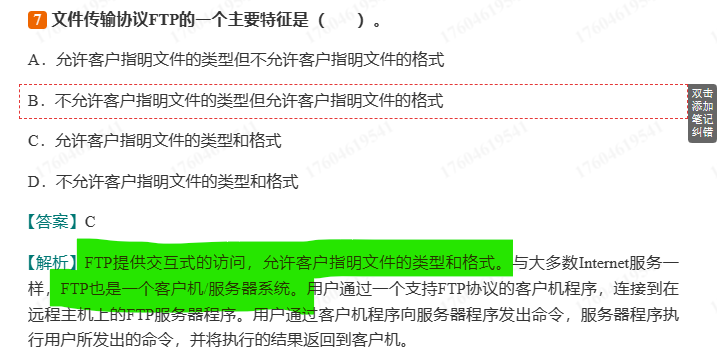 7 文件传输协议FTP的一个主要特征是（　　）。
A．允许客户指明文件的类型但不允许客户指明文件的格式
B．不允许客户指明文件的类型但允许客户指明文件的格式
双击
添加
笔记
纠错
C．允许客户指明文件的类型和格式
D．不允许客户指明文件的类型和格式
【答案】C
【解析】FTP提供交互式的访问，允许客户指明文件的类型和格式。与大多数Internet服务一
样，FTP也是一个客户机/服务器系统。用户通过一个支持FTP协议的客户机程序，连接到在
远程主机上的FTP服务器程序。用户通过客户机程序向服务器程序发出命令，服务器程序执
行用户所发出的命令，并将执行的结果返回到客户机。
17604619541